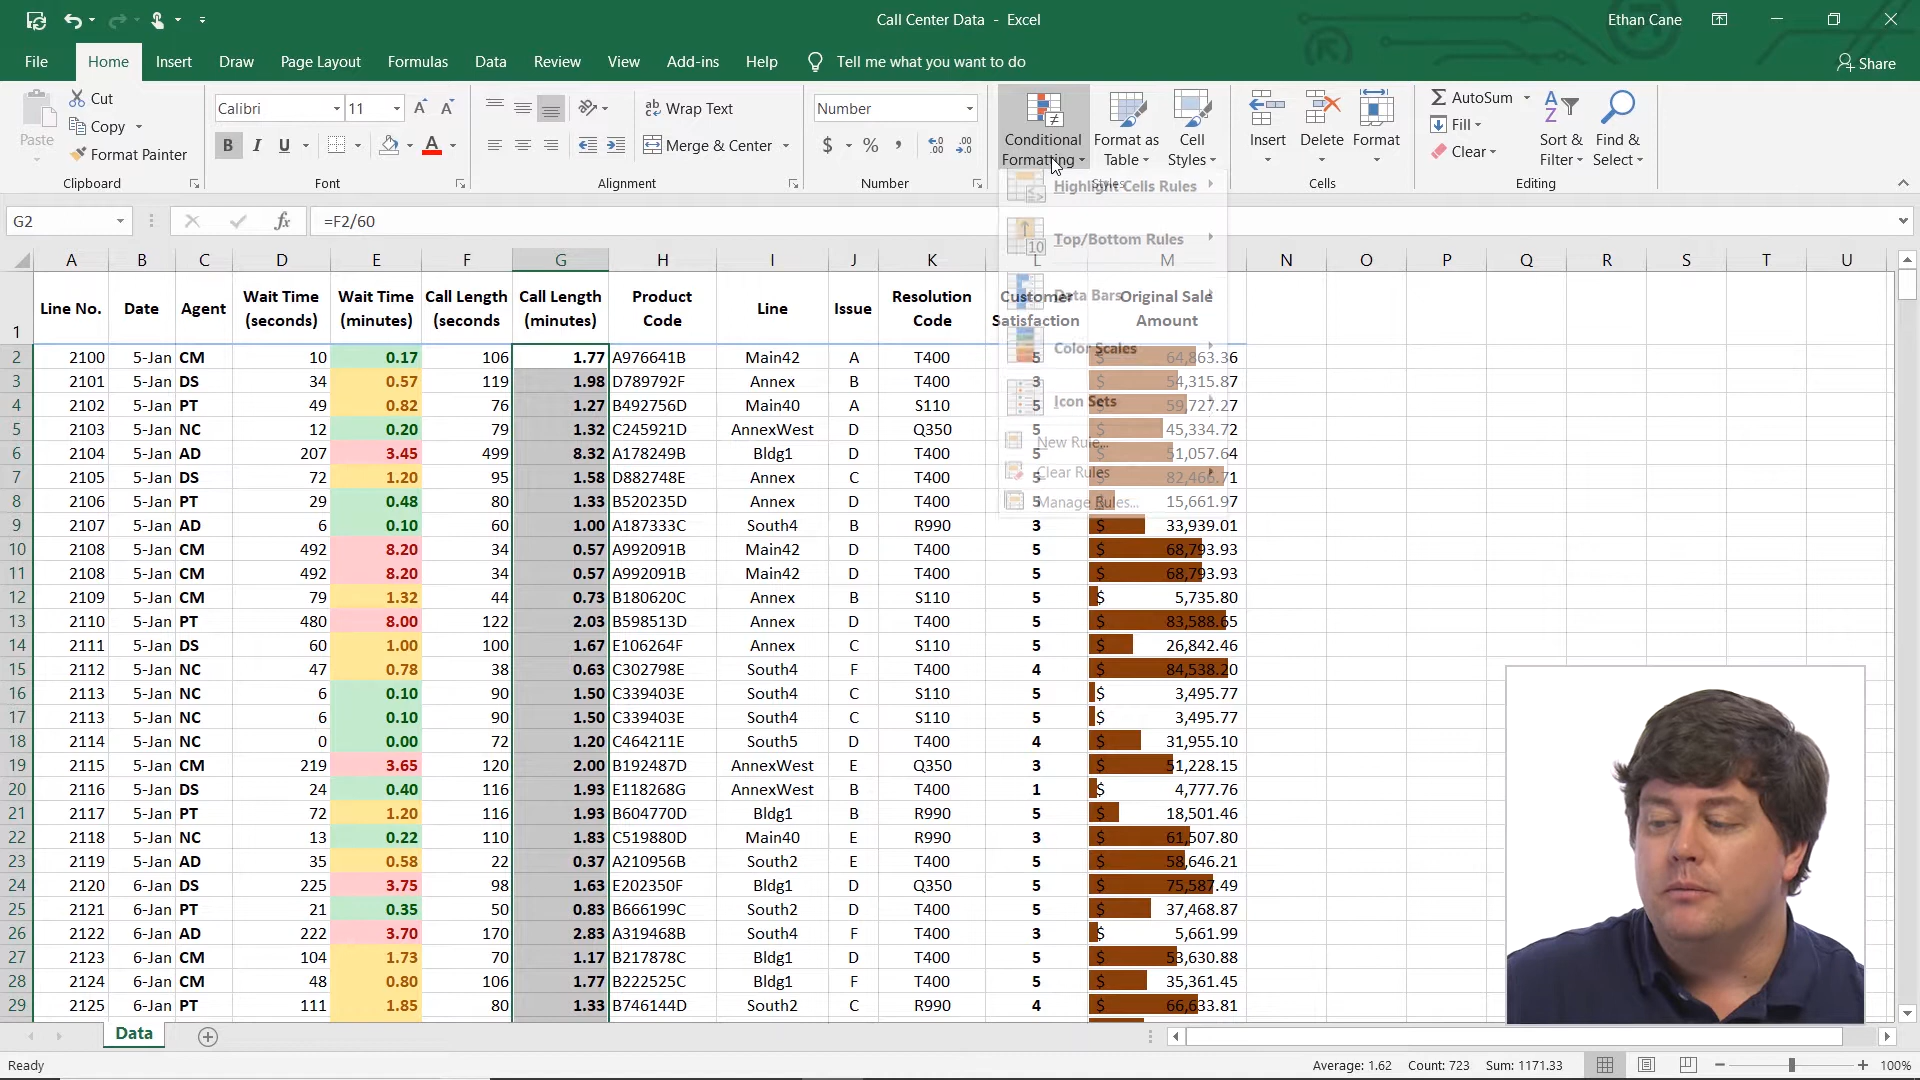 Call Center Data - Excel
Ethan Cane
File Home Insert Draw Page Layout Formulas Data Review View Add-ins Help Tell me what you want to do Share
Paste
Cut
Copy
Format Painter
Clipboard
Calibri 11
B I U A
Font
Wrap Text
Merge & Center
Alignment
Number
$ % ,
Number
Conditional Formatting
Format as Table
Cell Styles
Styles
Insert Delete Format
Cells
AutoSum
Fill
Clear
Sort & Filter
Find & Select
Editing
Highlight Cells Rules
Top/Bottom Rules
Data Bars
Color Scales
Icon Sets
New Rule...
Clear Rules
Manage Rules...
G2 fx =F2/60
A B C D E F G H I J K L M N O P Q R S T U
1 Line No. Date Agent Wait Time (seconds) Wait Time (minutes) Call Length (seconds Call Length (minutes) Product Code Line Issue Resolution Code Customer Satisfaction Original Sale Amount
2 2100 5-Jan CM 10 0.17 106 1.77 A976641B Main42 A T400 5 $ 64,863.36
3 2101 5-Jan DS 34 0.57 119 1.98 D789792F Annex B T400 3 $ 54,315.87
4 2102 5-Jan PT 49 0.82 76 1.27 B492756D Main40 A S110 5 $ 59,727.27
5 2103 5-Jan NC 12 0.20 79 1.32 C245921D AnnexWest D Q350 5 $ 45,334.72
6 2104 5-Jan AD 207 3.45 499 8.32 A178249B Bldg1 D T400 5 $ 51,057.64
7 2105 5-Jan DS 72 1.20 95 1.58 D882748E Annex C T400 5 $ 82,466.71
8 2106 5-Jan PT 29 0.48 80 1.33 B520235D Annex D T400 5 $ 15,661.97
9 2107 5-Jan AD 6 0.10 60 1.00 A187333C South4 B R990 3 $ 33,939.01
10 2108 5-Jan CM 492 8.20 34 0.57 A992091B Main42 D T400 5 $ 68,793.93
11 2108 5-Jan CM 492 8.20 34 0.57 A992091B Main42 D T400 5 $ 68,793.93
12 2109 5-Jan CM 79 1.32 44 0.73 B180620C Annex B S110 5 $ 5,735.80
13 2110 5-Jan PT 480 8.00 122 2.03 B598513D Annex D T400 5 $ 83,588.65
14 2111 5-Jan DS 60 1.00 100 1.67 E106264F Annex C S110 5 $ 26,842.46
15 2112 5-Jan NC 47 0.78 38 0.63 C302798E South4 F T400 4 $ 84,538.20
16 2113 5-Jan NC 6 0.10 90 1.50 C339403E South4 C S110 5 $ 3,495.77
17 2113 5-Jan NC 6 0.10 90 1.50 C339403E South4 C S110 5 $ 3,495.77
18 2114 5-Jan NC 0 0.00 72 1.20 C464211E South5 D T400 4 $ 31,955.10
19 2115 5-Jan CM 219 3.65 120 2.00 B192487D AnnexWest E Q350 3 $ 51,228.15
20 2116 5-Jan DS 24 0.40 116 1.93 E118268G AnnexWest B T400 1 $ 4,777.76
21 2117 5-Jan PT 72 1.20 116 1.93 B604770D Bldg1 B R990 5 $ 18,501.46
22 2118 5-Jan NC 13 0.22 110 1.83 C519880D Main40 E R990 3 $ 61,507.80
23 2119 5-Jan AD 35 0.58 22 0.37 A210956B South2 E T400 5 $ 58,646.21
24 2120 6-Jan DS 225 3.75 98 1.63 E202350F Bldg1 D Q350 5 $ 75,587.49
25 2121 6-Jan PT 21 0.35 50 0.83 B666199C South2 D T400 5 $ 37,468.87
26 2122 6-Jan AD 222 3.70 170 2.83 A319468B South4 F T400 3 $ 5,661.99
27 2123 6-Jan CM 104 1.73 70 1.17 B217878C Bldg1 D T400 5 $ 53,630.88
28 2124 6-Jan CM 48 0.80 106 1.77 B222525C Bldg1 F T400 5 $ 35,361.45
29 2125 6-Jan PT 111 1.85 80 1.33 B746144D South2 C R990 4 $ 66,633.81
Data
Ready Average: 1.62 Count: 723 Sum: 1171.33 100%